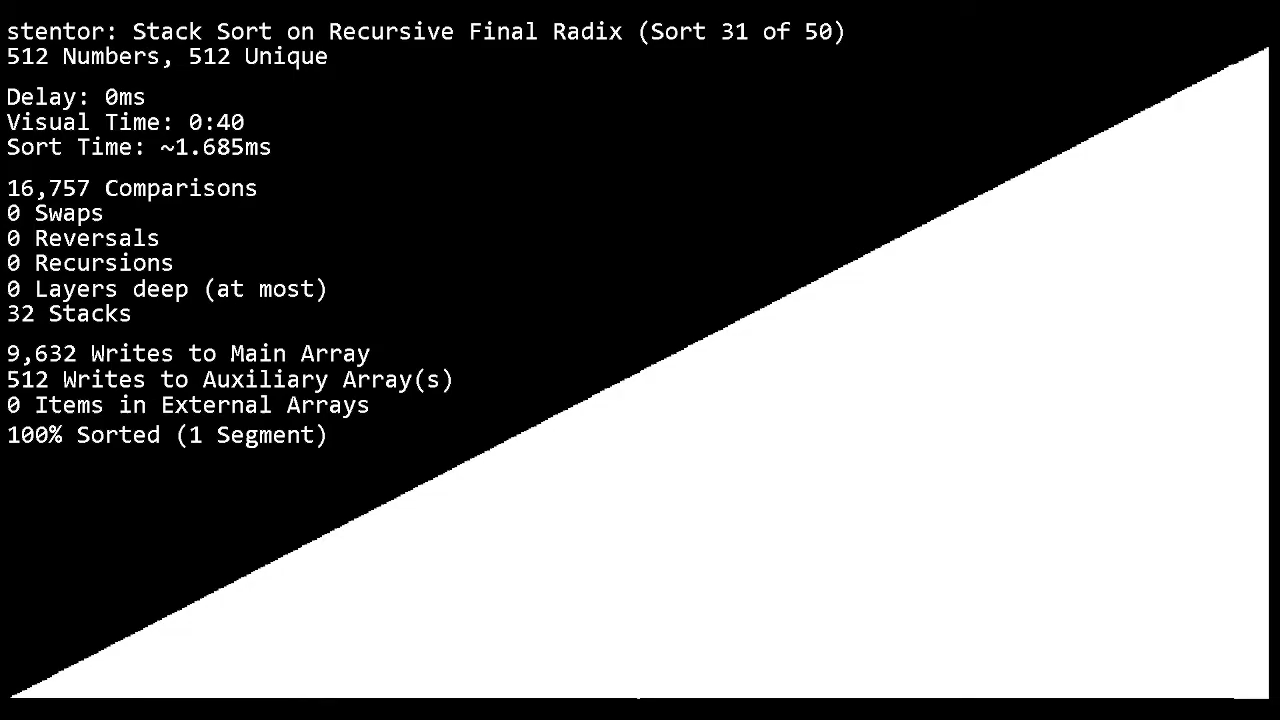 stentor: Stack Sort on Recursive Final Radix (Sort 31 of 50)
512 Numbers, 512 Unique
Delay: 0ms
Visual Time: 0:40
Sort Time: ~1.685ms
16,757 Comparisons
0 Swaps
0 Reversals
0 Recursions
0 Layers deep (at most)
32 Stacks
9,632 Writes to Main Array
512 Writes to Auxiliary Array(s)
0 Items in External Arrays
100% Sorted (1 Segment)